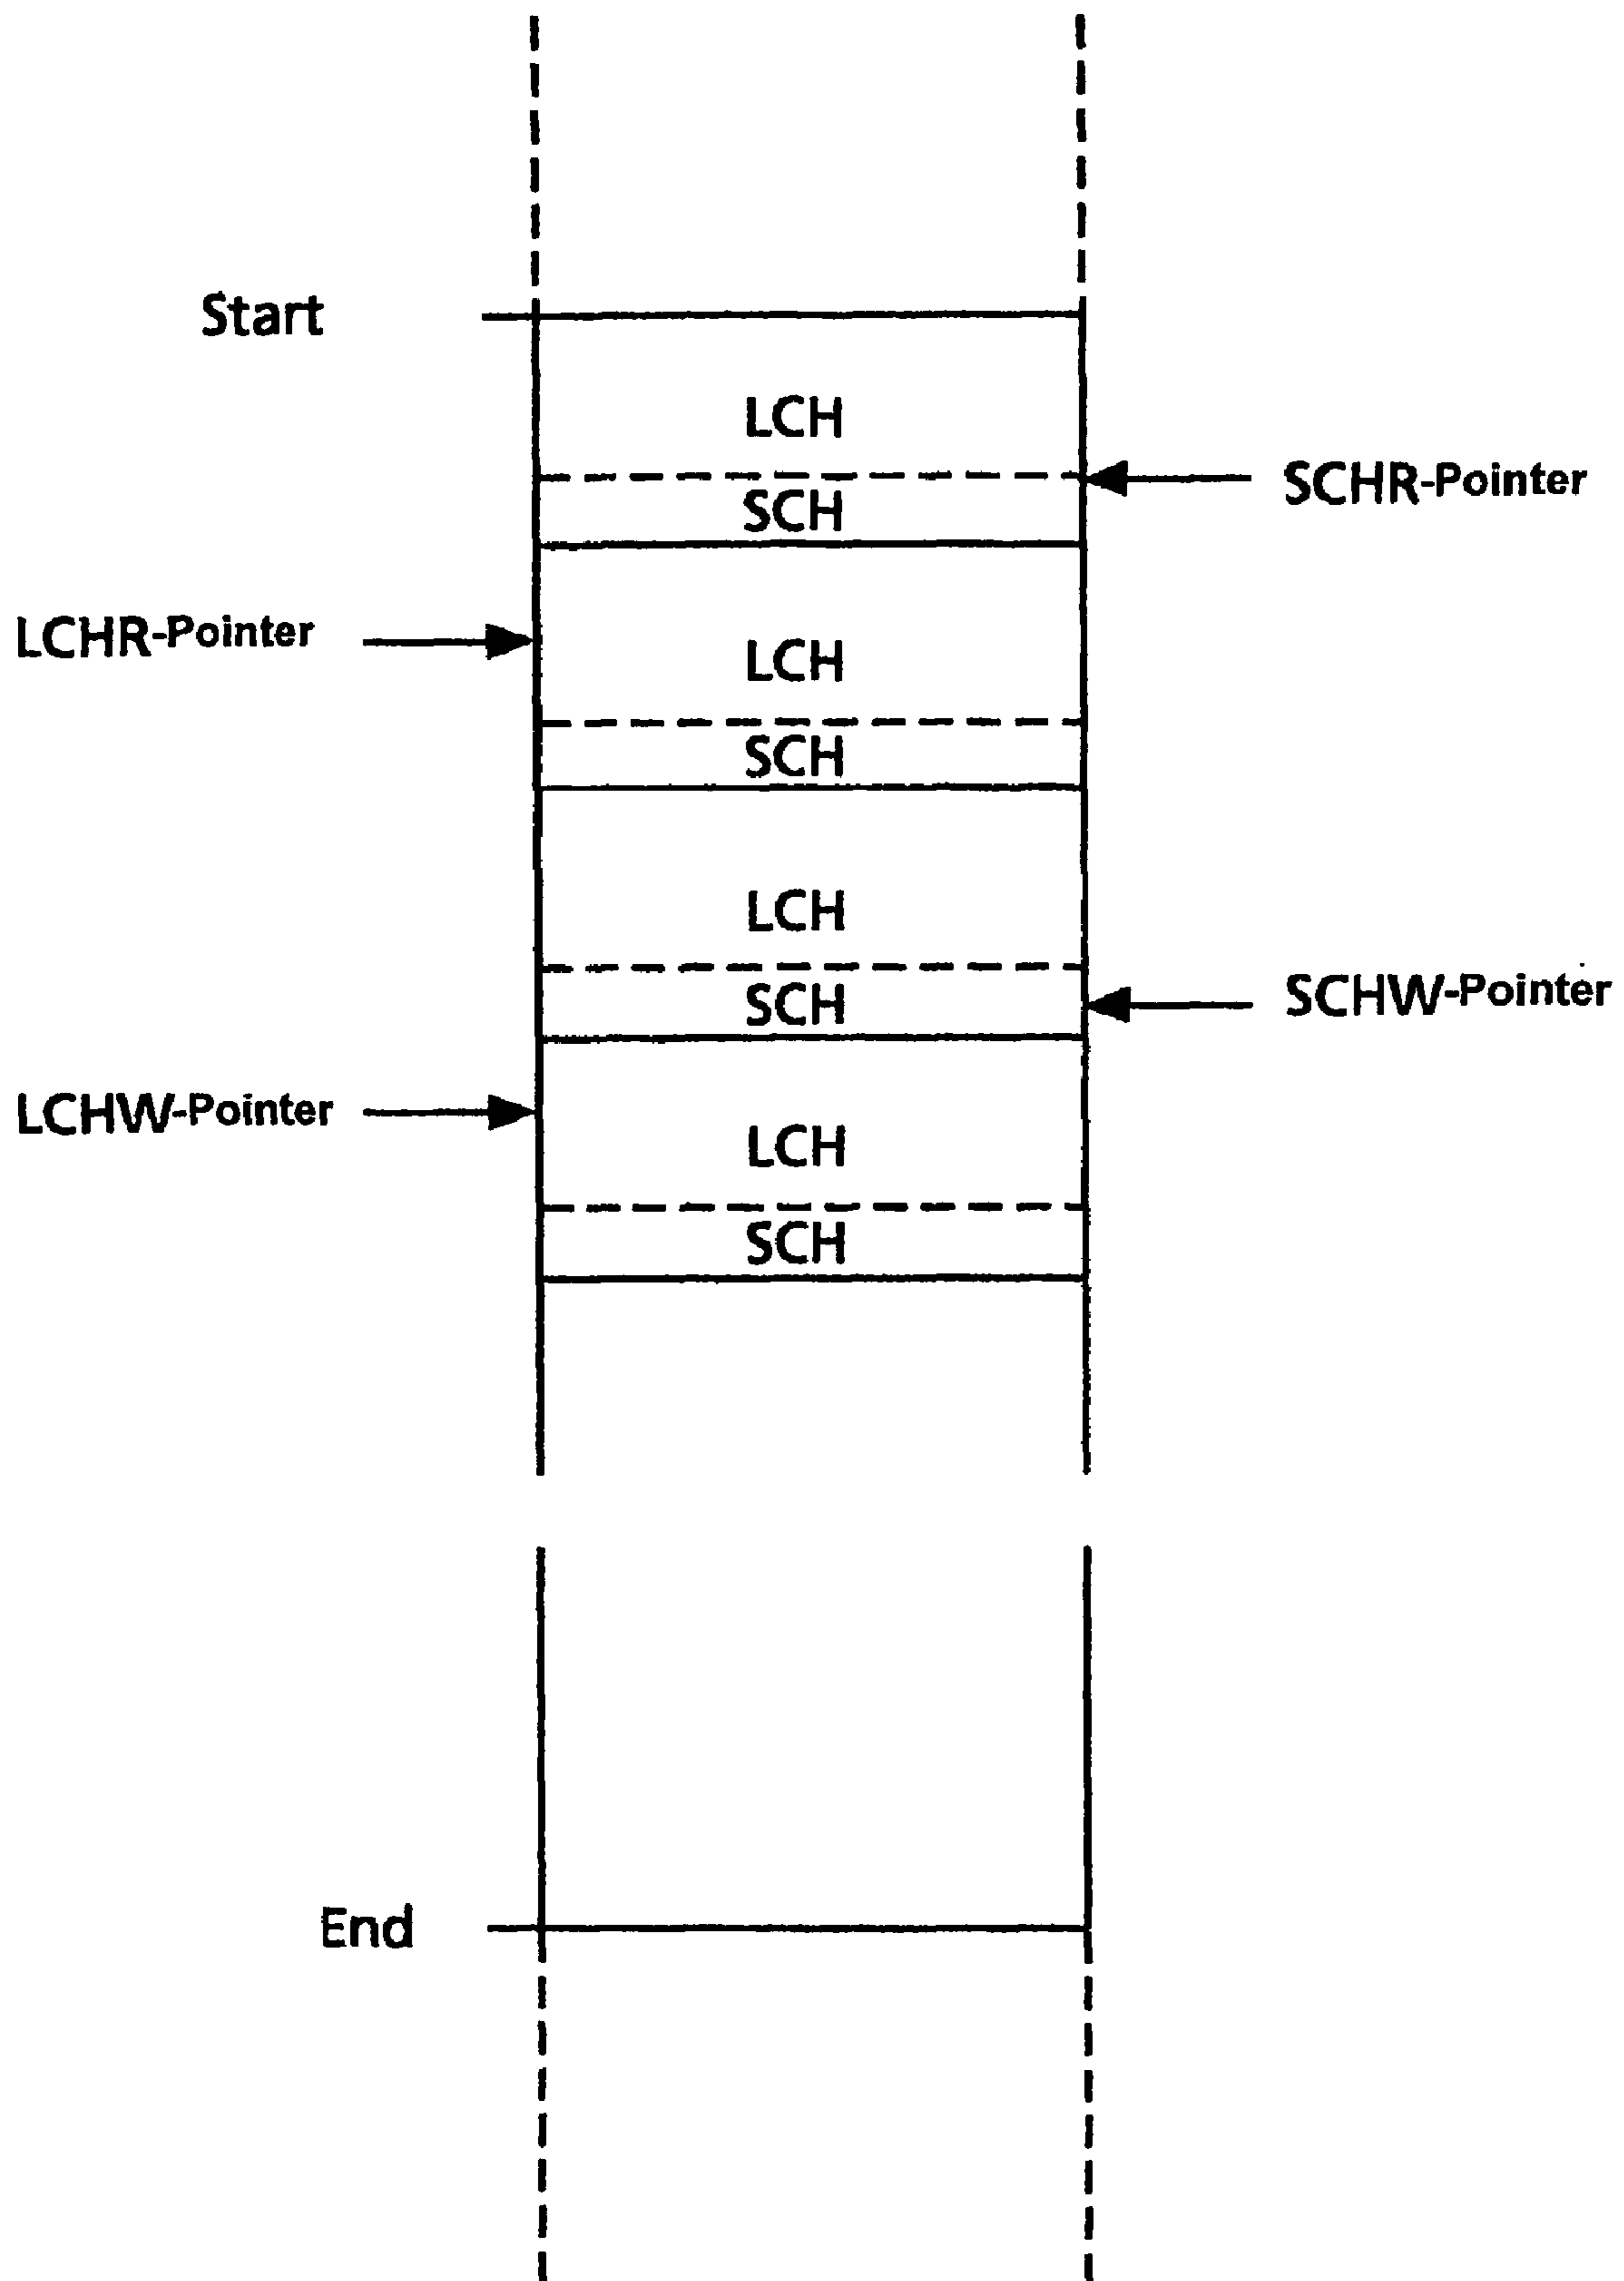 Start
LCH
SCHR-Pointer
SCH
LCHR-Pointer
LCH
SCH
LCH
SCHW-Pointer
SCH
LCHW-Pointer
LCH
SCH
End